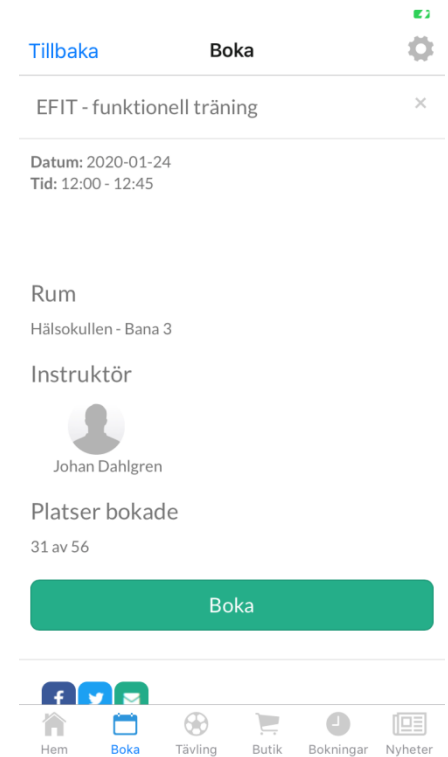 Tillbaka Boka
EFIT - funktionell träning ×
Datum: 2020-01-24
Tid: 12:00 - 12:45
Rum
Hälsokullen - Bana 3
Instruktör
Johan Dahlgren
Platser bokade
31 av 56
Boka
Hem Boka Tävling Butik Bokningar Nyheter